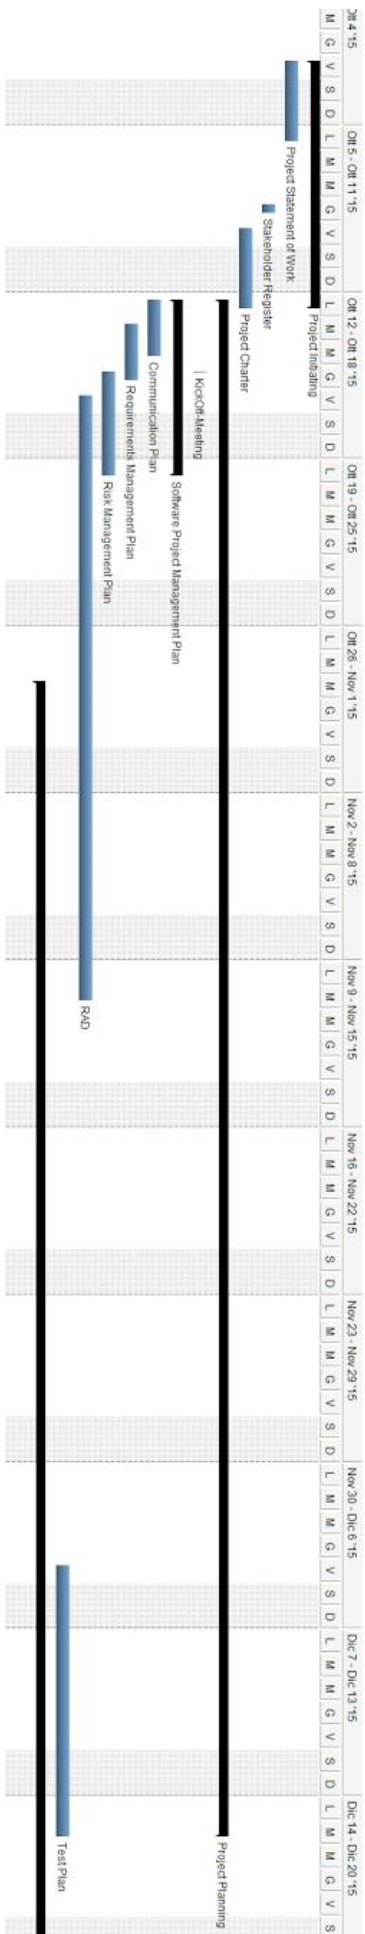 Ott 4 '15 Ott 5 - Ott 11 '15 Ott 12 - Ott 18 '15 Ott 19 - Ott 25 '15 Ott 26 - Nov 1 '15 Nov 2 - Nov 8 '15 Nov 9 - Nov 15 '15 Nov 16 - Nov 22 '15 Nov 23 - Nov 29 '15 Nov 30 - Dic 6 '15 Dic 7 - Dic 13 '15 Dic 14 - Dic 20 '15
M G V S D L M M G V S D L M M G V S D L M M G V S D L M M G V S D L M M G V S D L M M G V S D L M M G V S D L M M G V S D L M M G V S D L M M G V S D L M M G V S
Project Initiating
Project Statement of Work
Stakeholder Register
Project Charter
Project Planning
KickOff-Meeting
Software Project Management Plan
Communication Plan
Requirements Management Plan
Risk Management Plan
RAD
Test Plan